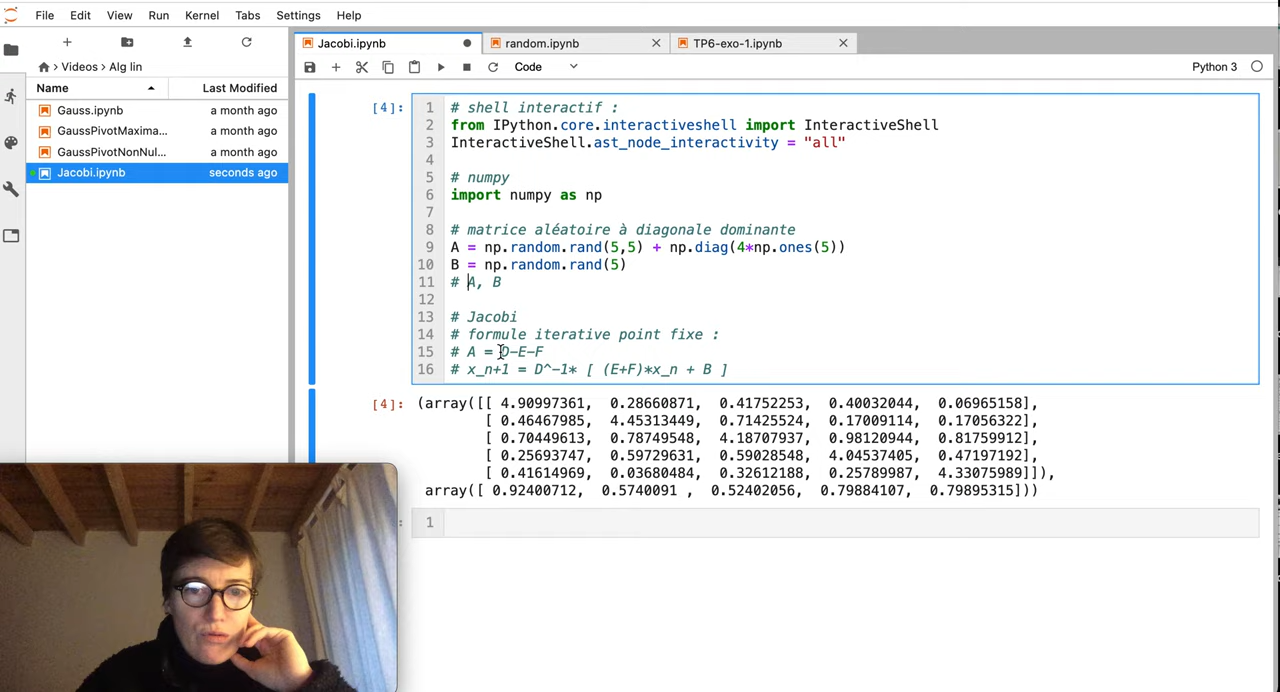 File Edit View Run Kernel Tabs Settings Help
Jacobi.ipynb
random.ipynb
TP6-exo-1.ipynb
Code
Python 3
Videos > Alg lin
Name Last Modified
Gauss.ipynb a month ago
GaussPivotMaxima... a month ago
GaussPivotNonNul... a month ago
Jacobi.ipynb seconds ago
[4]:
1 # shell interactif :
2 from IPython.core.interactiveshell import InteractiveShell
3 InteractiveShell.ast_node_interactivity = "all"
4
5 # numpy
6 import numpy as np
7
8 # matrice aléatoire à diagonale dominante
9 A = np.random.rand(5,5) + np.diag(4*np.ones(5))
10 B = np.random.rand(5)
11 # A, B
12
13 # Jacobi
14 # formule iterative point fixe :
15 # A = D-E-F
16 # x_n+1 = D^-1* [ (E+F)*x_n + B ]
[4]: (array([[ 4.90997361, 0.28660871, 0.41752253, 0.40032044, 0.06965158],
[ 0.46467985, 4.45313449, 0.71425524, 0.17009114, 0.17056322],
[ 0.70449613, 0.78749548, 4.18707937, 0.98120944, 0.81759912],
[ 0.25693747, 0.59729631, 0.59028548, 4.04537405, 0.47197192],
[ 0.41614969, 0.03680484, 0.32612188, 0.25789987, 4.33075989]]),
array([ 0.92400712, 0.5740091 , 0.52402056, 0.79884107, 0.79895315]))
1